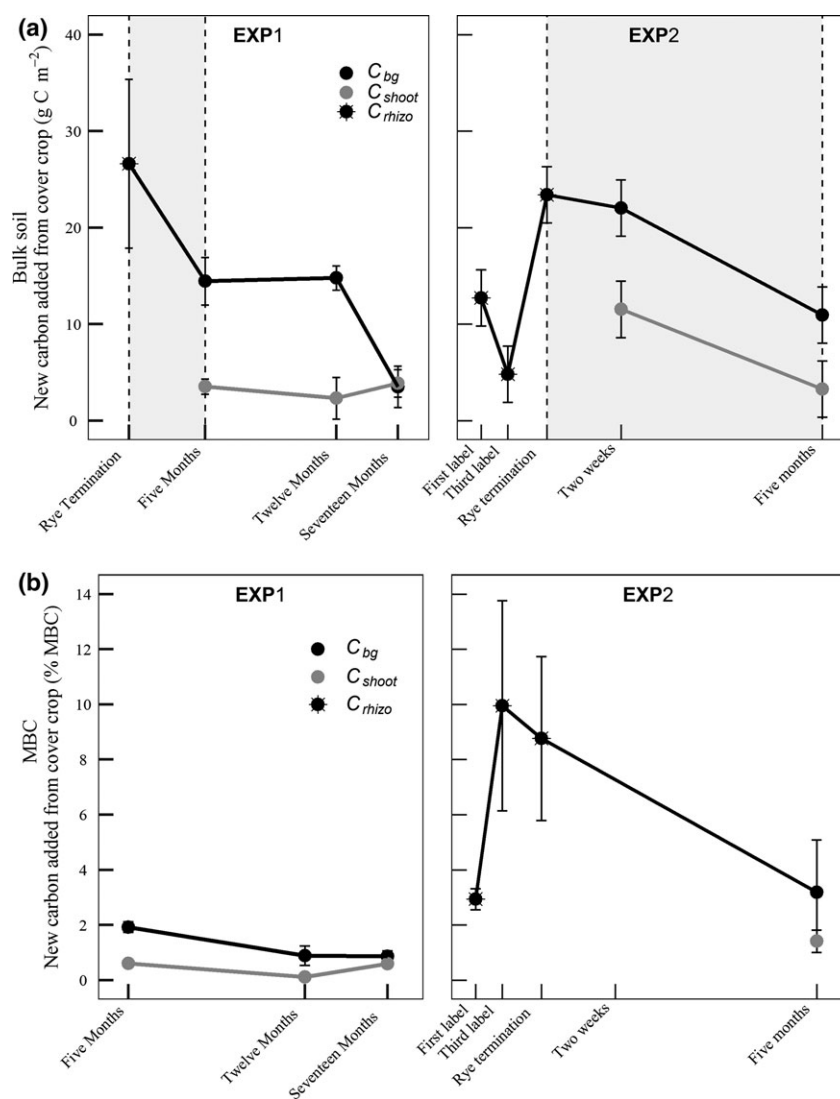 (a)
EXP1
EXP2
Bulk soil
New carbon added from cover crop (g C m⁻²)
40
30
20
10
0
C_bg
C_shoot
C_rhizo
Rye Termination
Five Months
Twelve Months
Seventeen Months
First label
Third label
Rye termination
Two weeks
Five months
(b)
EXP1
EXP2
MBC
New carbon added from cover crop (% MBC)
14
12
10
8
6
4
2
0
C_bg
C_shoot
C_rhizo
Five Months
Twelve Months
Seventeen Months
First label
Third label
Rye termination
Two weeks
Five months